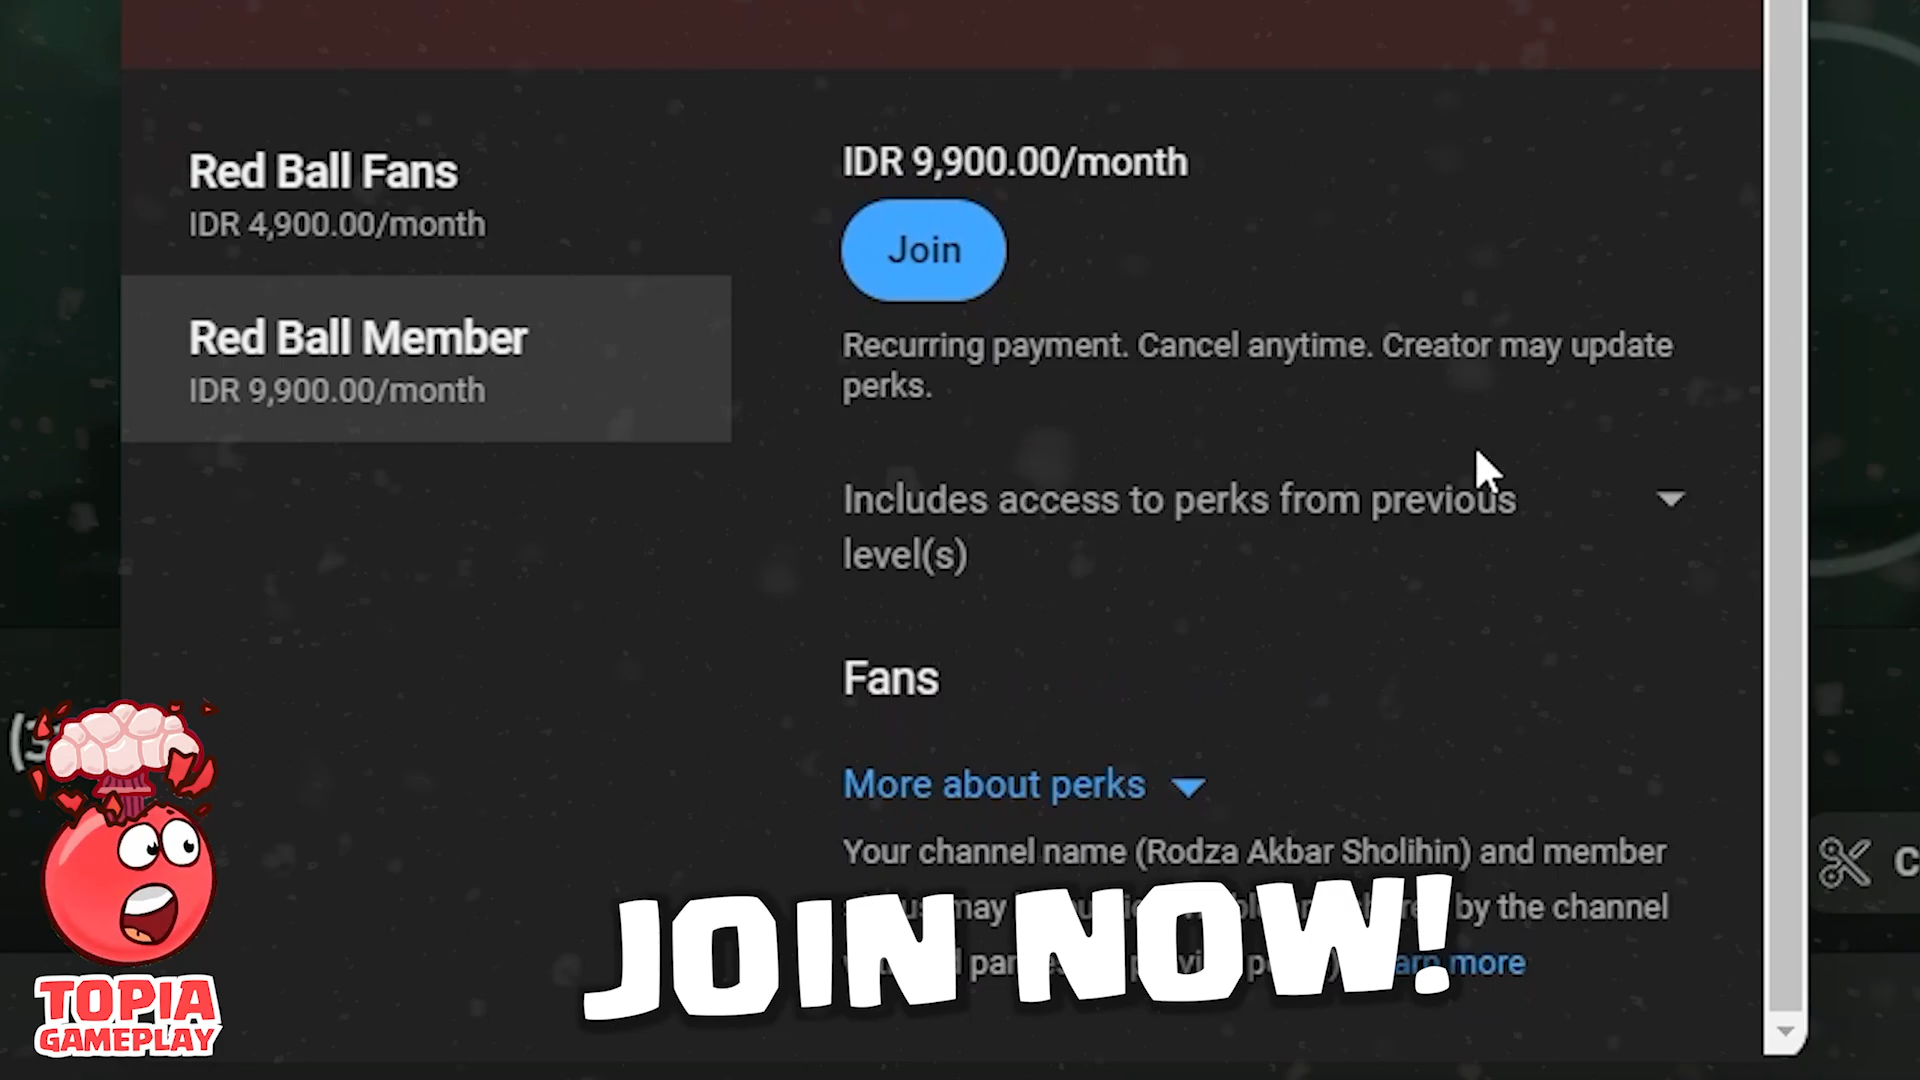 Red Ball Fans
IDR 4,900.00/month
Red Ball Member
IDR 9,900.00/month
IDR 9,900.00/month
Join
Recurring payment. Cancel anytime. Creator may update
perks.
Includes access to perks from previous
level(s)
Fans
More about perks
Your channel name (Rodza Akbar Sholihin) and member
may by the channel
more
JOIN NOW!
TOPIA
GAMEPLAY